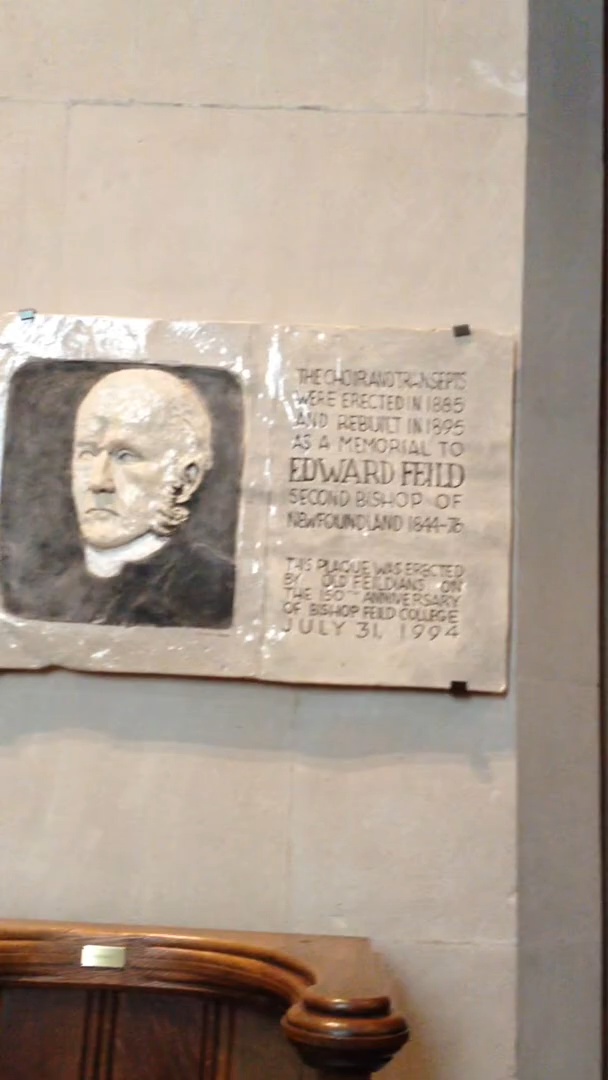 THE CHOIR AND TRANSEPTS
WERE ERECTED IN 1885
AND REBUILT IN 1895
AS A MEMORIAL TO
EDWARD FEILD
SECOND BISHOP OF
NEWFOUNDLAND 1844-76
THIS PLAQUE WAS ERECTED
BY OLD FEILDIANS ON
THE 150TH ANNIVERSARY
OF BISHOP FEILD COLLEGE
JULY 31, 1994